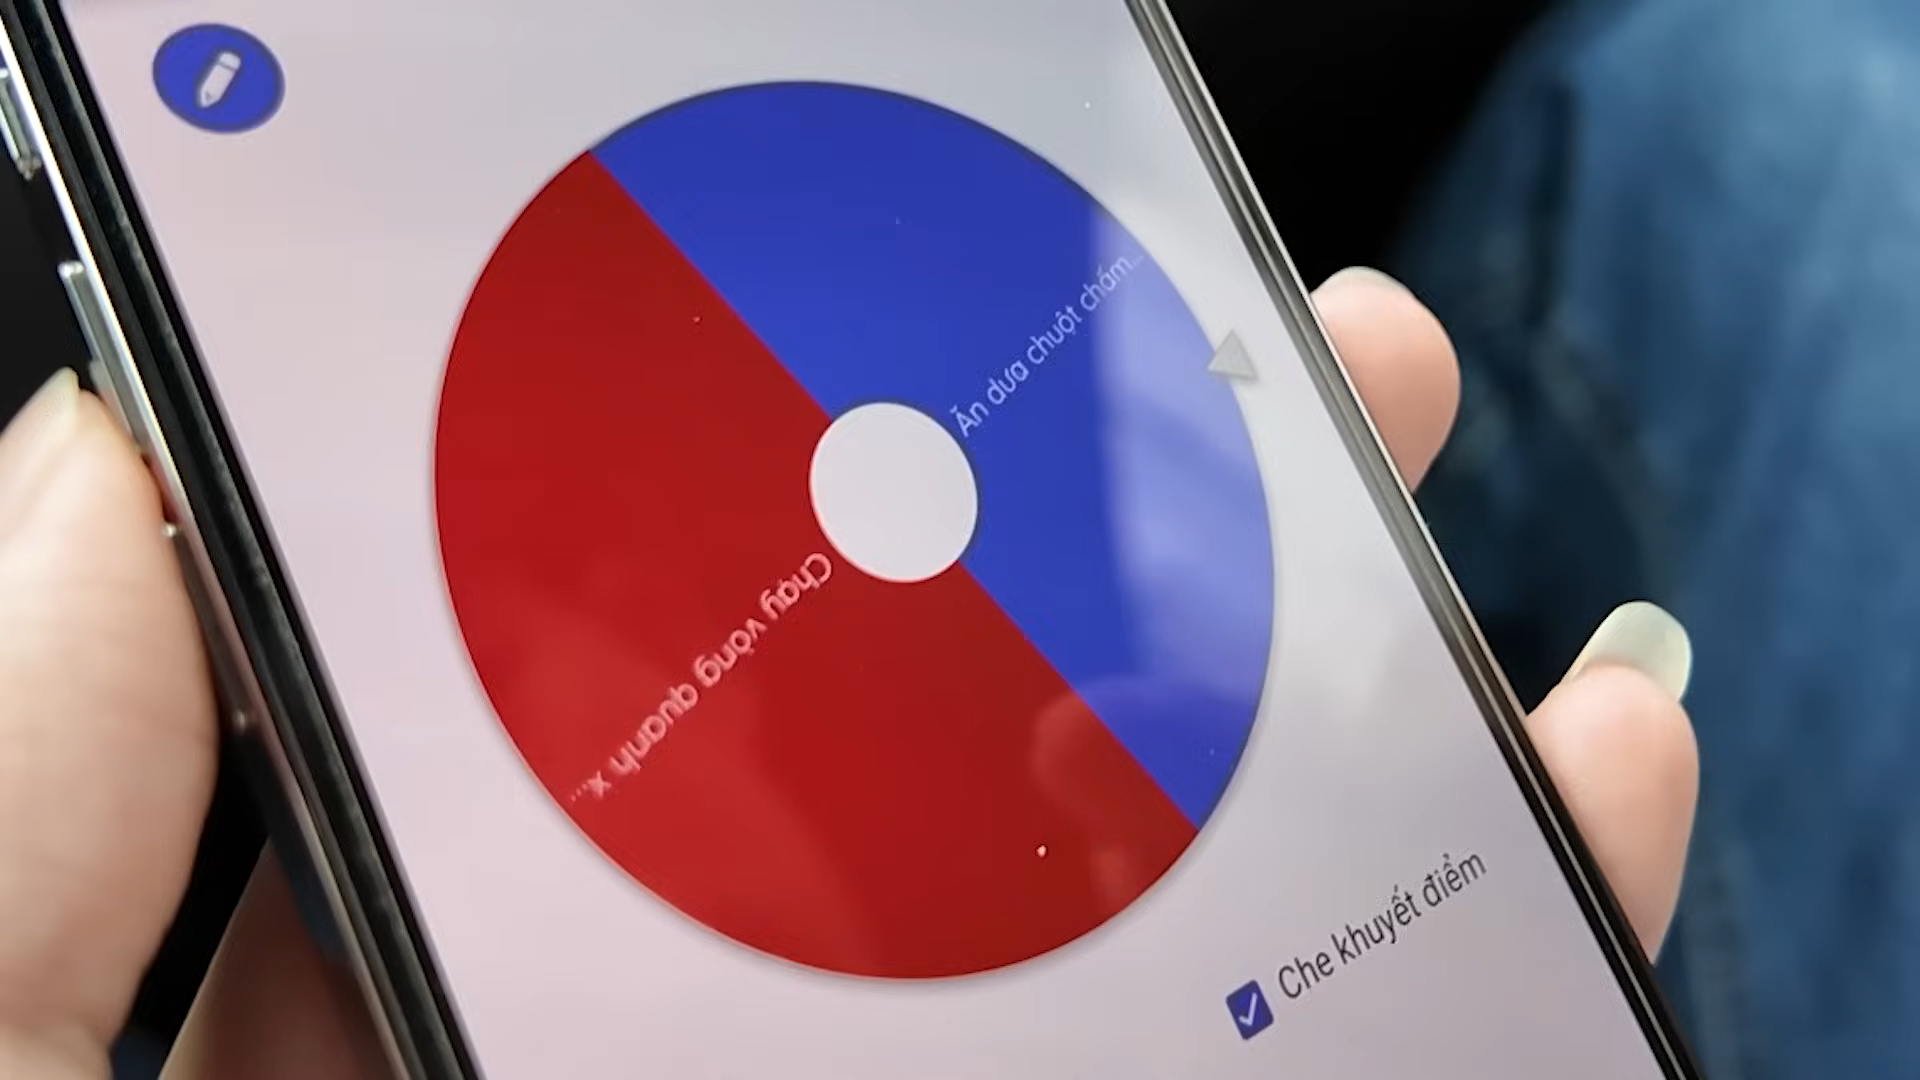 Ăn dưa chuột chấm...
Chạy vòng quanh x...
Che khuyết điểm